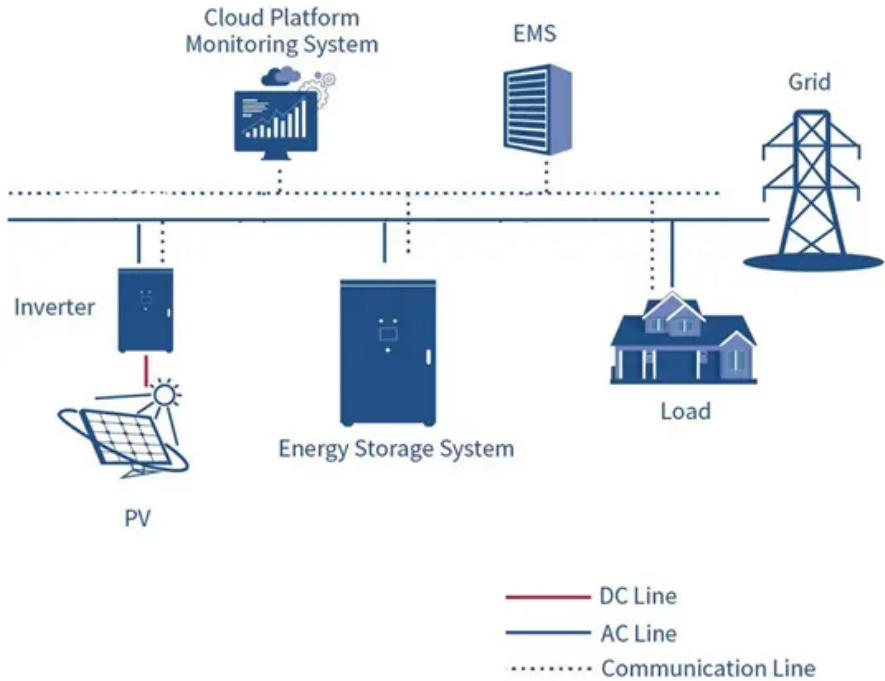 Cloud Platform
Monitoring System
EMS
Grid
Inverter
Load
Energy Storage System
PV
DC Line
AC Line
Communication Line